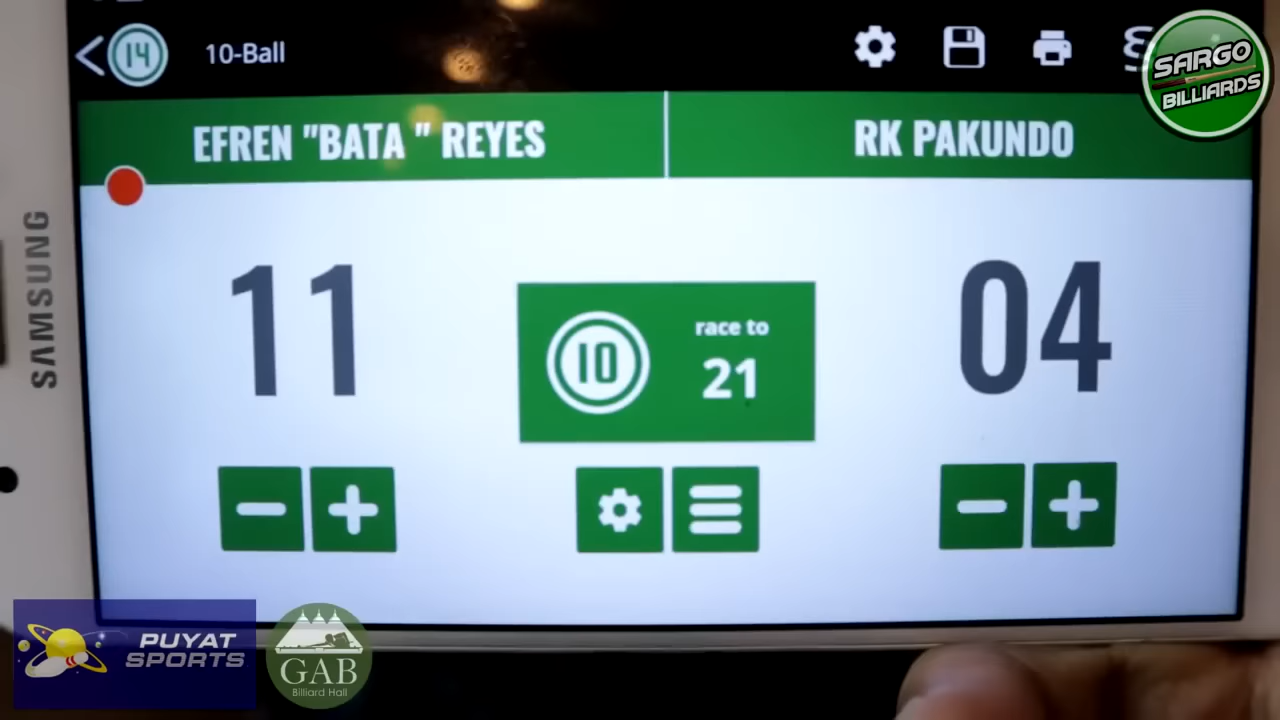 14
10-Ball
SARGO
BILLIARDS
EFREN "BATA " REYES
RK PAKUNDO
SAMSUNG
11
10
race to
21
04
PUYAT
SPORTS
GAB
Billiard Hall